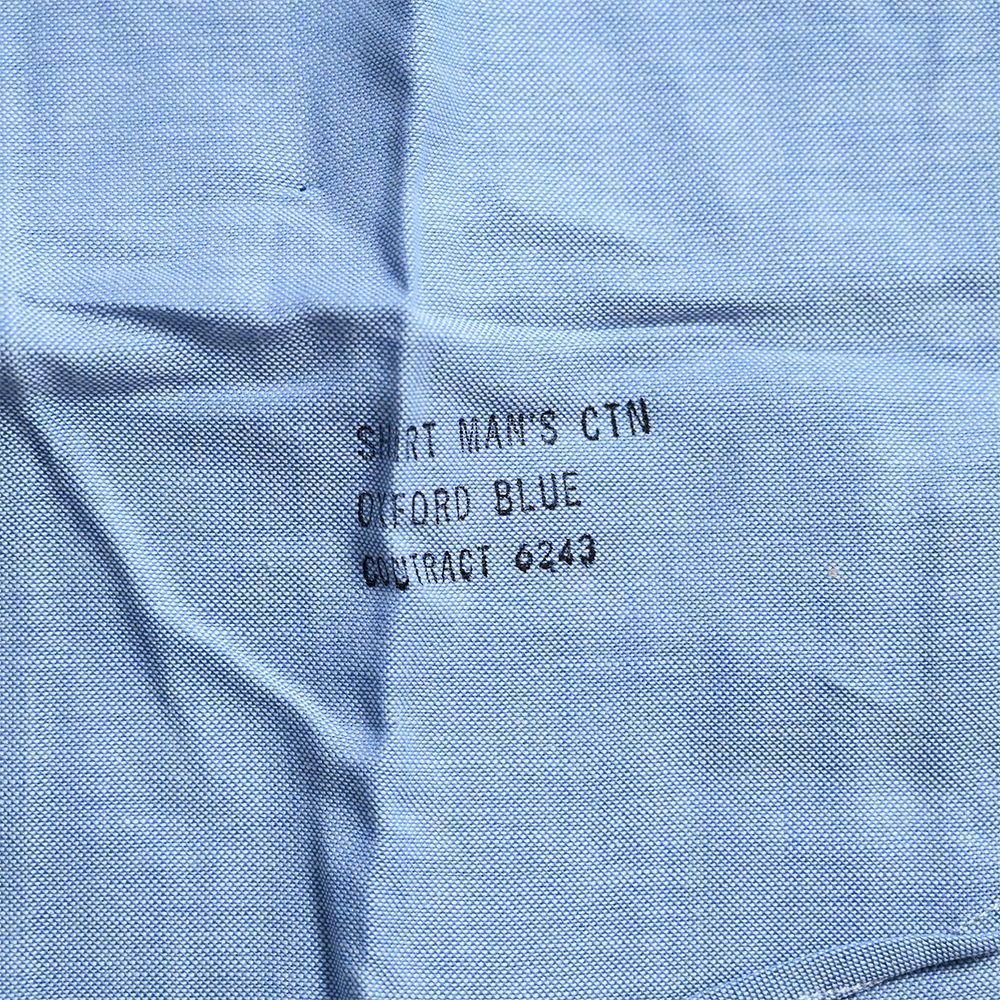 SHIRT MAN'S CTN
OXFORD BLUE
CONTRACT 6243